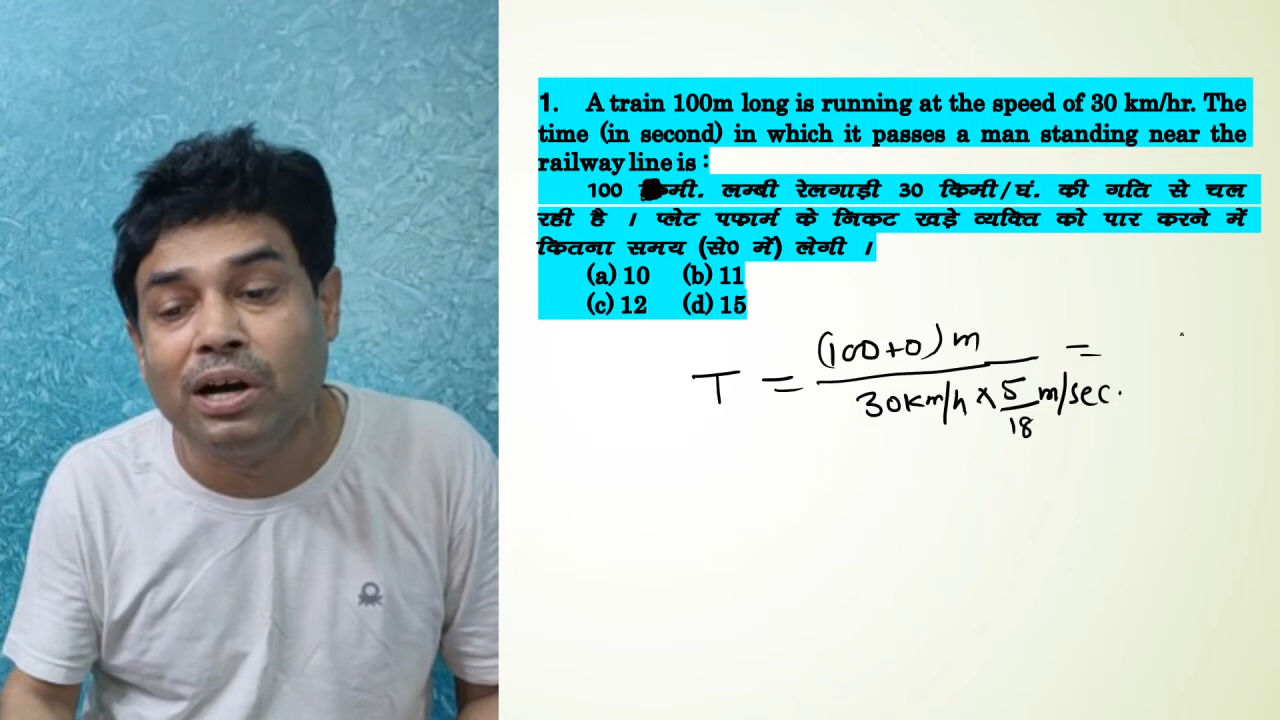 1. A train 100m long is running at the speed of 30 km/hr. The
time (in second) in which it passes a man standing near the
railway line is :
100 मी. लम्बी रेलगाड़ी 30 किमी/घं. की गति से चल
रही है । प्लेट पफार्म के निकट खड़े व्यक्ति को पार करने में
कितना समय (से0 में) लेगी ।
(a) 10 (b) 11
(c) 12 (d) 15
T = (100+0) m / 30km/h × 5/18 m/sec. =